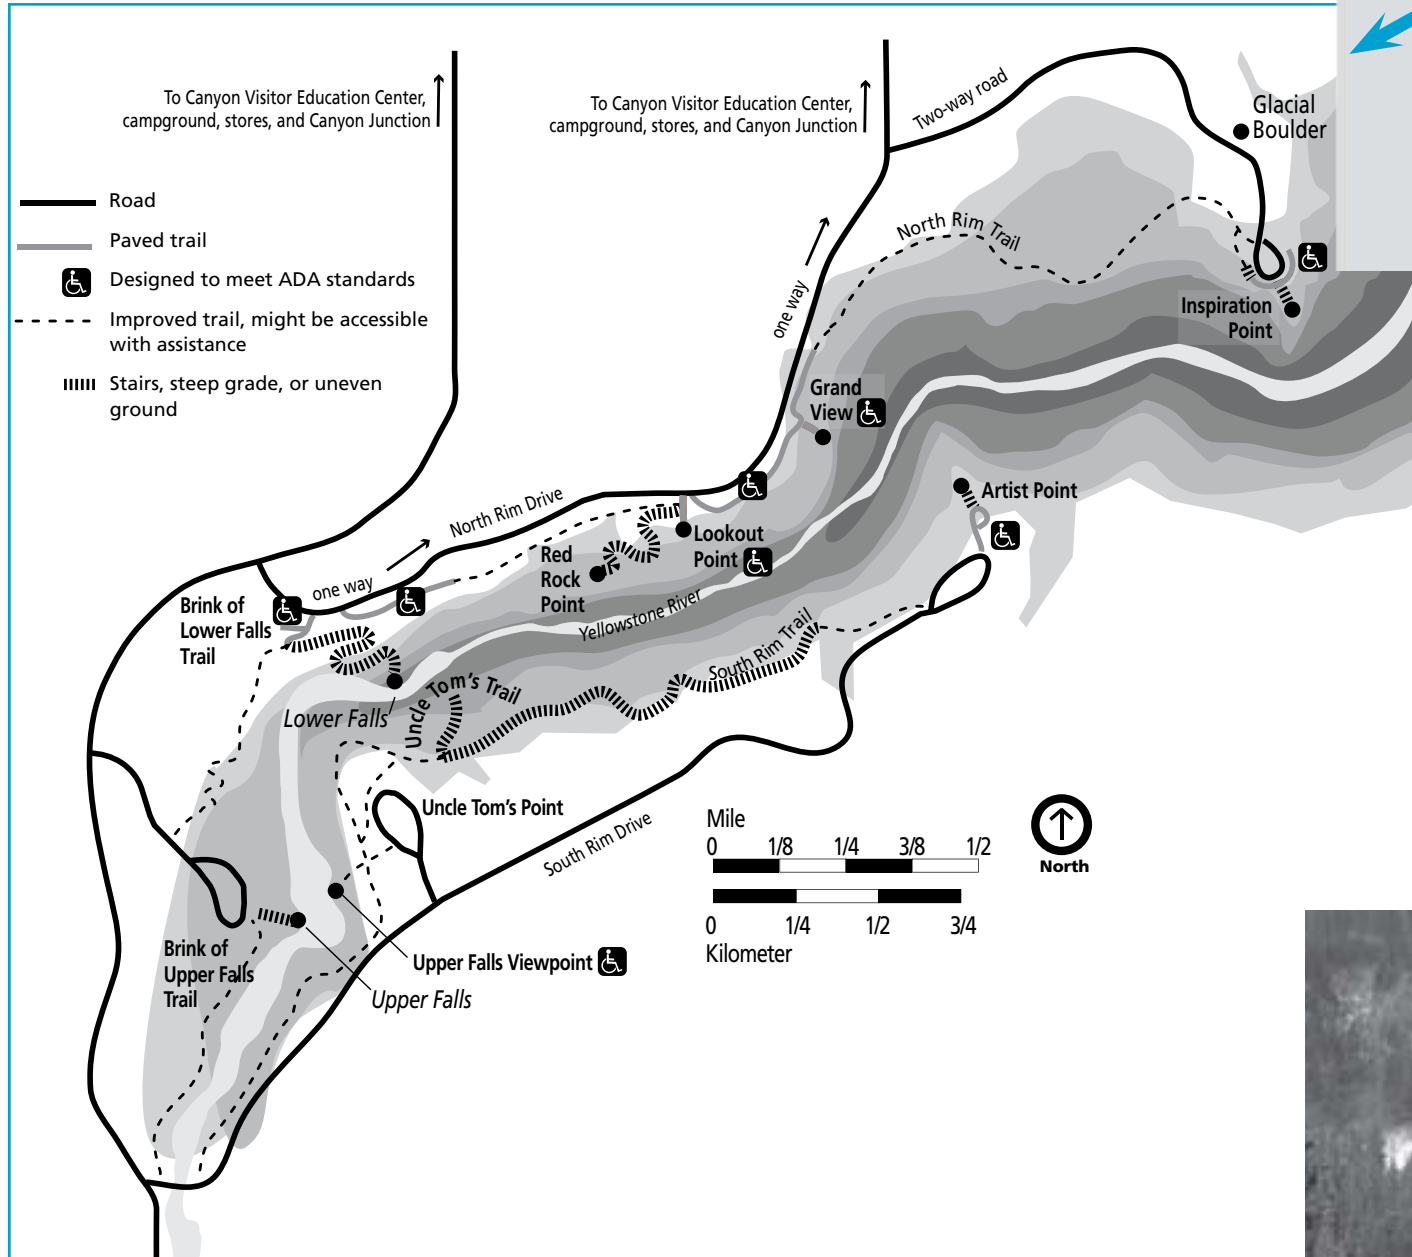 To Canyon Visitor Education Center,
campground, stores, and Canyon Junction
To Canyon Visitor Education Center,
campground, stores, and Canyon Junction
Two-way road
Glacial
Boulder
Road
Paved trail
Designed to meet ADA standards
Improved trail, might be accessible
with assistance
Stairs, steep grade, or uneven
ground
North Rim Trail
one way
Inspiration
Point
Grand
View
Artist Point
North Rim Drive
Lookout
Point
Red
Rock
Point
one way
Brink of
Lower Falls
Trail
Yellowstone River
South Rim Trail
Uncle Tom's Trail
Lower Falls
Uncle Tom's Point
South Rim Drive
Mile
0 1/8 1/4 3/8 1/2
0 1/4 1/2 3/4
Kilometer
North
Brink of
Upper Falls
Trail
Upper Falls Viewpoint
Upper Falls